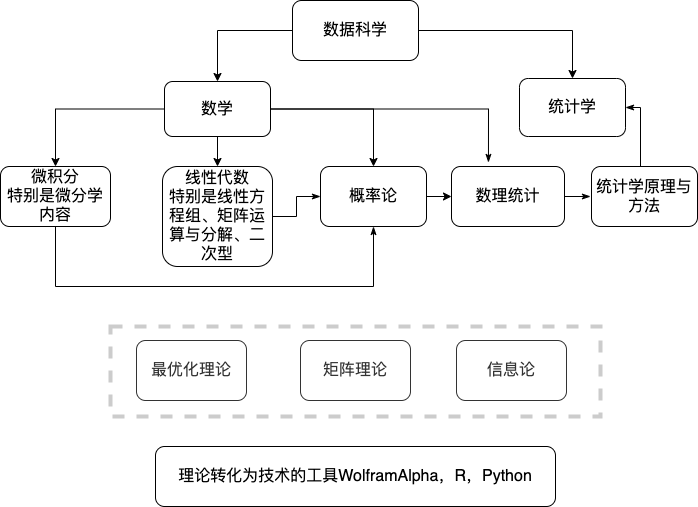 数据科学
数学
统计学
微积分
特别是微分学
内容
线性代数
特别是线性方
程组、矩阵运
算与分解、二
次型
概率论
数理统计
统计学原理与
方法
最优化理论
矩阵理论
信息论
理论转化为技术的工具WolframAlpha，R，Python